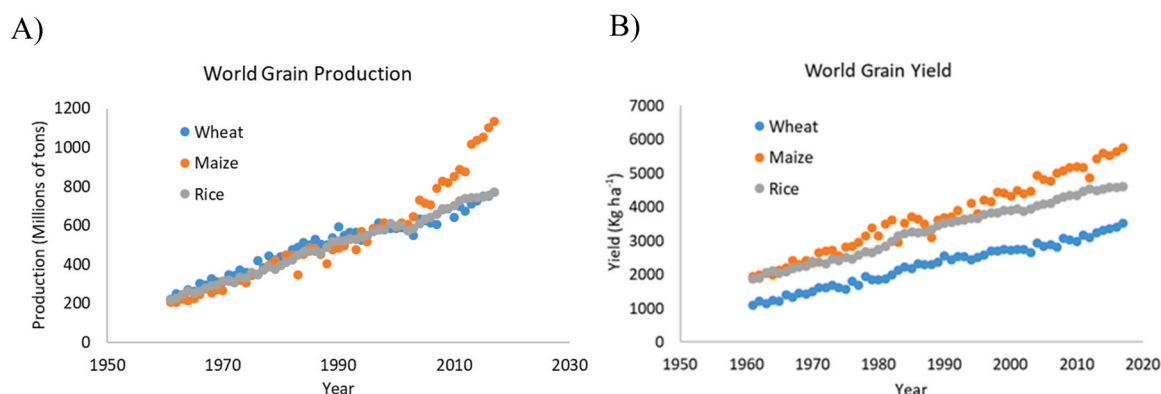 A)
World Grain Production
Production (Millions of tons)
1200
1000
800
600
400
200
0
Wheat
Maize
Rice
1950
1970
1990
2010
2030
Year
B)
World Grain Yield
Yield (Kg ha-1)
7000
6000
5000
4000
3000
2000
1000
0
Wheat
Maize
Rice
1950
1960
1970
1980
1990
2000
2010
2020
Year